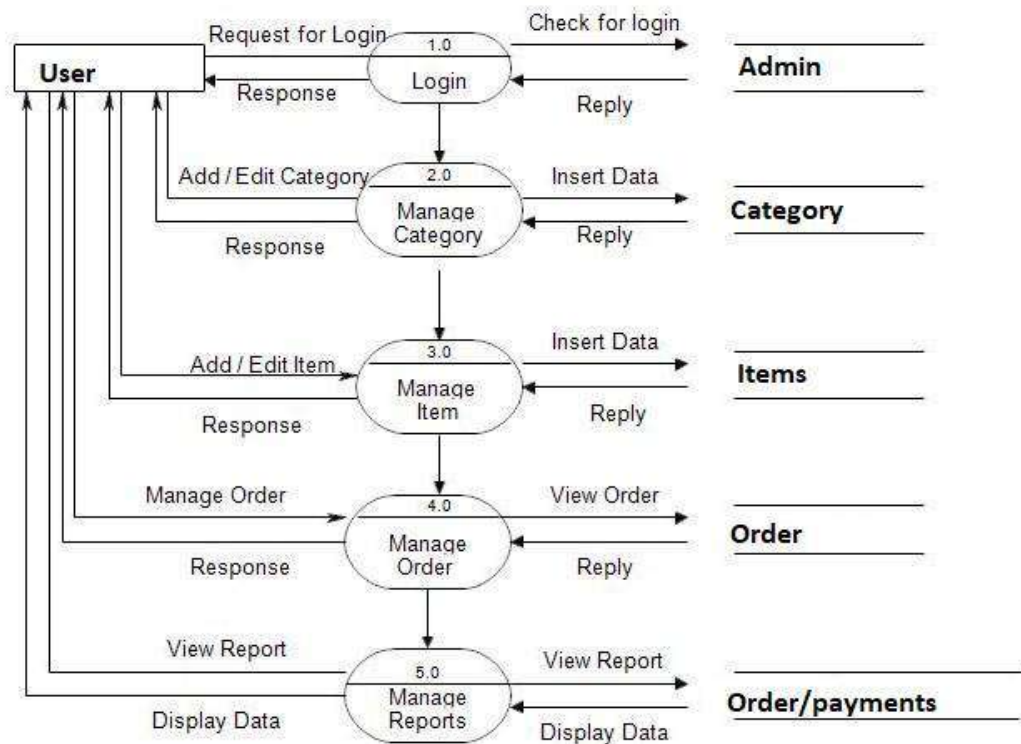 Request for Login
1.0
Check for login
User
Login
Admin
Response
Reply
Add / Edit Category
2.0
Insert Data
Manage
Category
Category
Response
Reply
3.0
Insert Data
Add / Edit Item
Manage
Item
Items
Response
Reply
Manage Order
4.0
View Order
Manage
Order
Order
Response
Reply
View Report
5.0
View Report
Manage
Reports
Order/payments
Display Data
Display Data